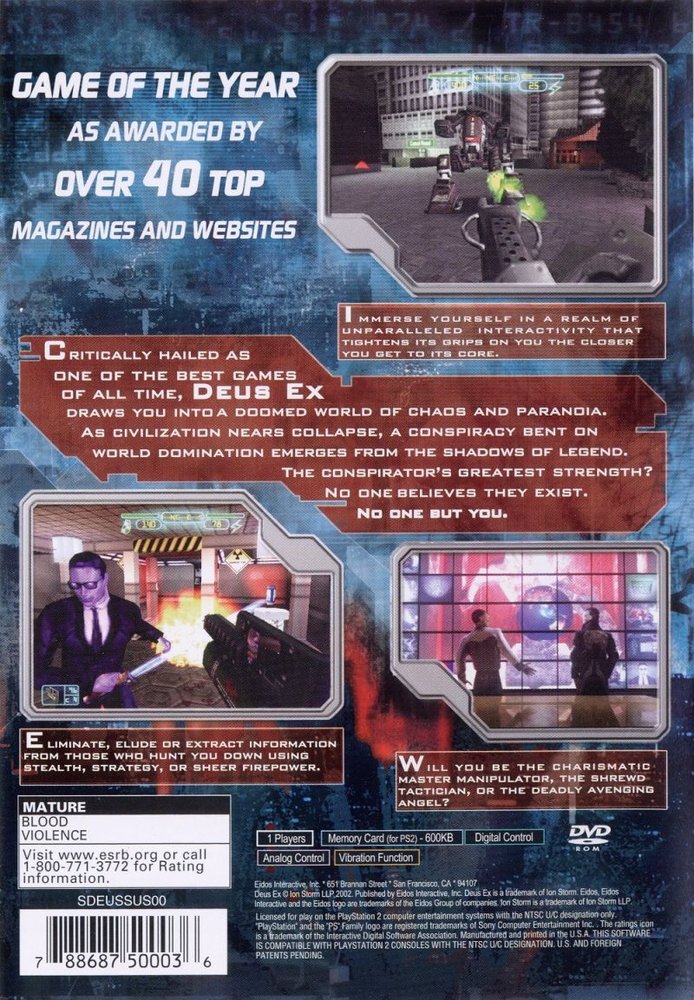 GAME OF THE YEAR
AS AWARDED BY
OVER 40 TOP
MAGAZINES AND WEBSITES
IMMERSE YOURSELF IN A REALM OF
UNPARALLELED INTERACTIVITY THAT
TIGHTENS ITS GRIPS ON YOU THE CLOSER
YOU GET TO ITS CORE.
CRITICALLY HAILED AS
ONE OF THE BEST GAMES
OF ALL TIME, DEUS EX
DRAWS YOU INTO A DOOMED WORLD OF CHAOS AND PARANOIA.
AS CIVILIZATION NEARS COLLAPSE, A CONSPIRACY BENT ON
WORLD DOMINATION EMERGES FROM THE SHADOWS OF LEGEND.
THE CONSPIRATOR'S GREATEST STRENGTH?
NO ONE BELIEVES THEY EXIST.
NO ONE BUT YOU.
ELIMINATE, ELUDE OR EXTRACT INFORMATION
FROM THOSE WHO HUNT YOU DOWN USING
STEALTH, STRATEGY, OR SHEER FIREPOWER.
WILL YOU BE THE CHARISMATIC
MASTER MANIPULATOR, THE SHREWD
TACTICIAN, OR THE DEADLY AVENGING
ANGEL?
MATURE
BLOOD
VIOLENCE
Visit www.esrb.org or call
1-800-771-3772 for Rating
information.
SDEUSSUS00
7 88687 50003 6
1 Players
Memory Card (for PS2) - 600KB
Digital Control
Analog Control
Vibration Function
DVD
ROM
Eidos Interactive, Inc. * 651 Brannan Street * San Francisco, CA * 94107
Deus Ex © Ion Storm LLP,2002. Published by Eidos Interactive, Inc. Deus Ex is a trademark of Ion Storm. Eidos, Eidos
Interactive and the Eidos logo are trademarks of the Eidos Group of companies. Ion Storm is a trademark of Ion Storm LLP.
Licensed for play on the PlayStation 2 computer entertainment systems with the NTSC U/C designation only.
"PlayStation" and the "PS" Family logo are registered trademarks of Sony Computer Entertainment Inc. . The ratings icon
is a trademark of the Interactive Digital Software Association. Manufactured and printed in the U.S.A. THIS SOFTWARE
IS COMPATIBLE WITH PLAYSTATION 2 CONSOLES WITH THE NTSC U/C DESIGNATION. U.S. AND FOREIGN
PATENTS PENDING.